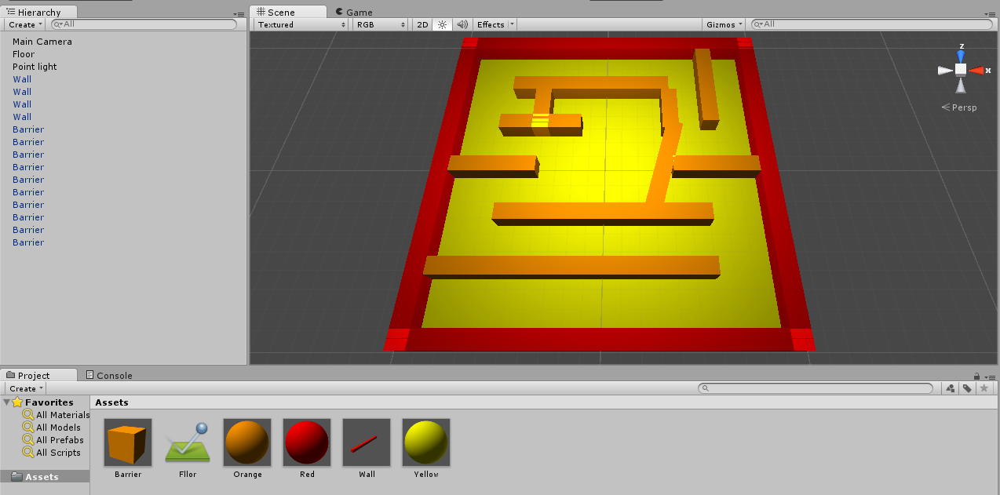 Hierarchy
Create
All
Main Camera
Floor
Point light
Wall
Wall
Wall
Wall
Barrier
Barrier
Barrier
Barrier
Barrier
Barrier
Barrier
Barrier
Barrier
Barrier
Scene Game
Textured RGB 2D Effects Gizmos All
z
x
Persp
Project Console
Create
Favorites
All Materials
All Models
All Prefabs
All Scripts
Assets
Assets
Barrier Fllor Orange Red Wall Yellow